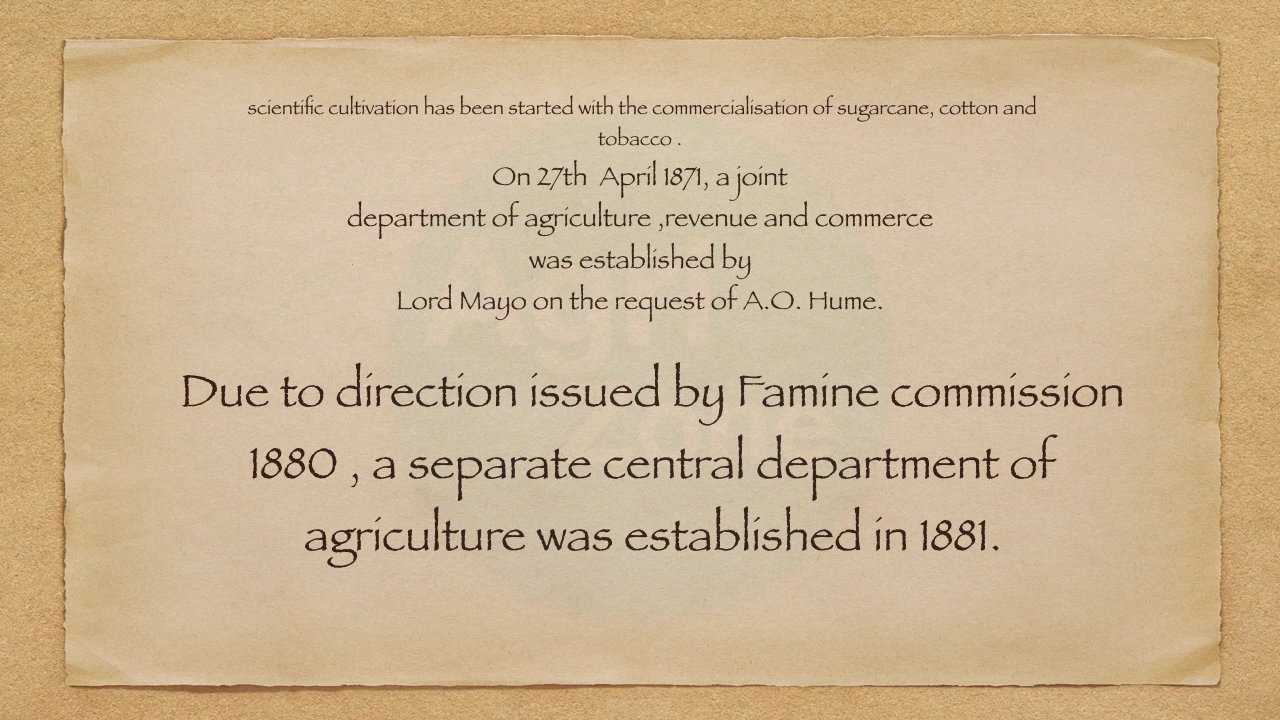 scientific cultivation has been started with the commercialisation of sugarcane, cotton and
tobacco .
On 27th  April 1871, a joint
department of agriculture ,revenue and commerce
was established by
Lord Mayo on the request of A.O. Hume.
Due to direction issued by Famine commission
1880 , a separate central department of
agriculture was established in 1881.
Agri
Zone